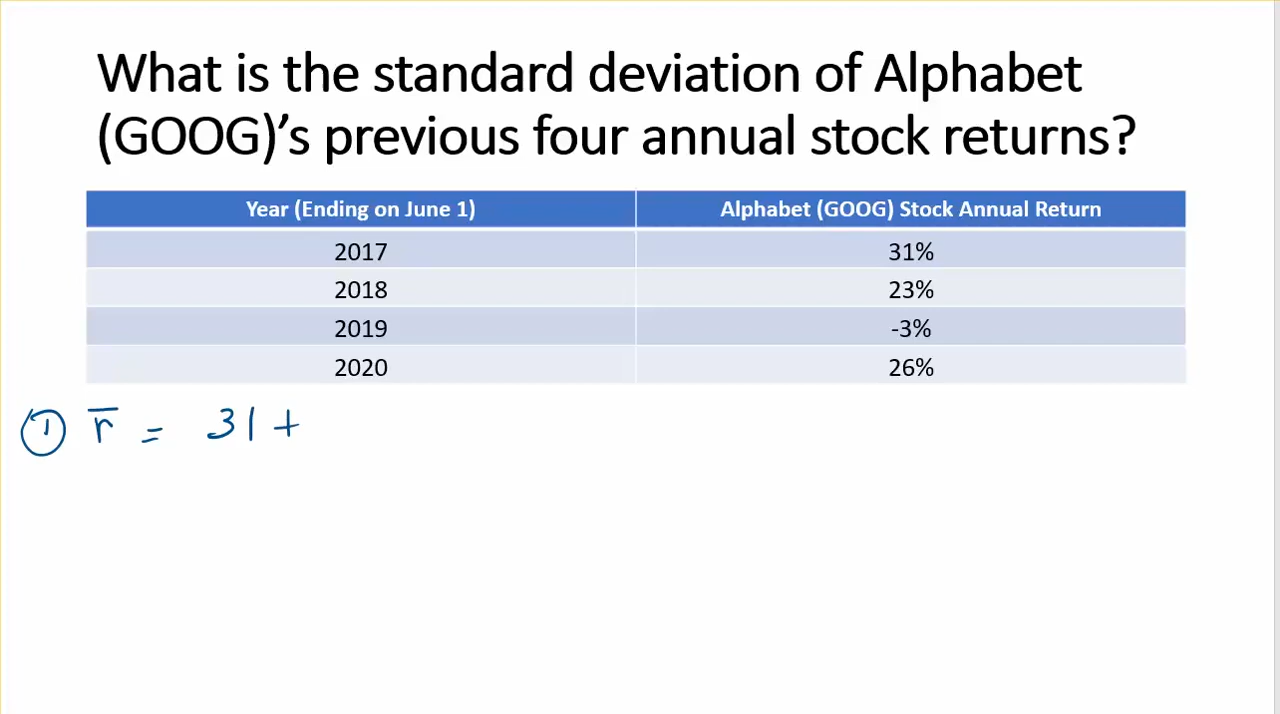 What is the standard deviation of Alphabet
(GOOG)’s previous four annual stock returns?
Year (Ending on June 1) Alphabet (GOOG) Stock Annual Return
2017 31%
2018 23%
2019 -3%
2020 26%
① r̅ = 31 +